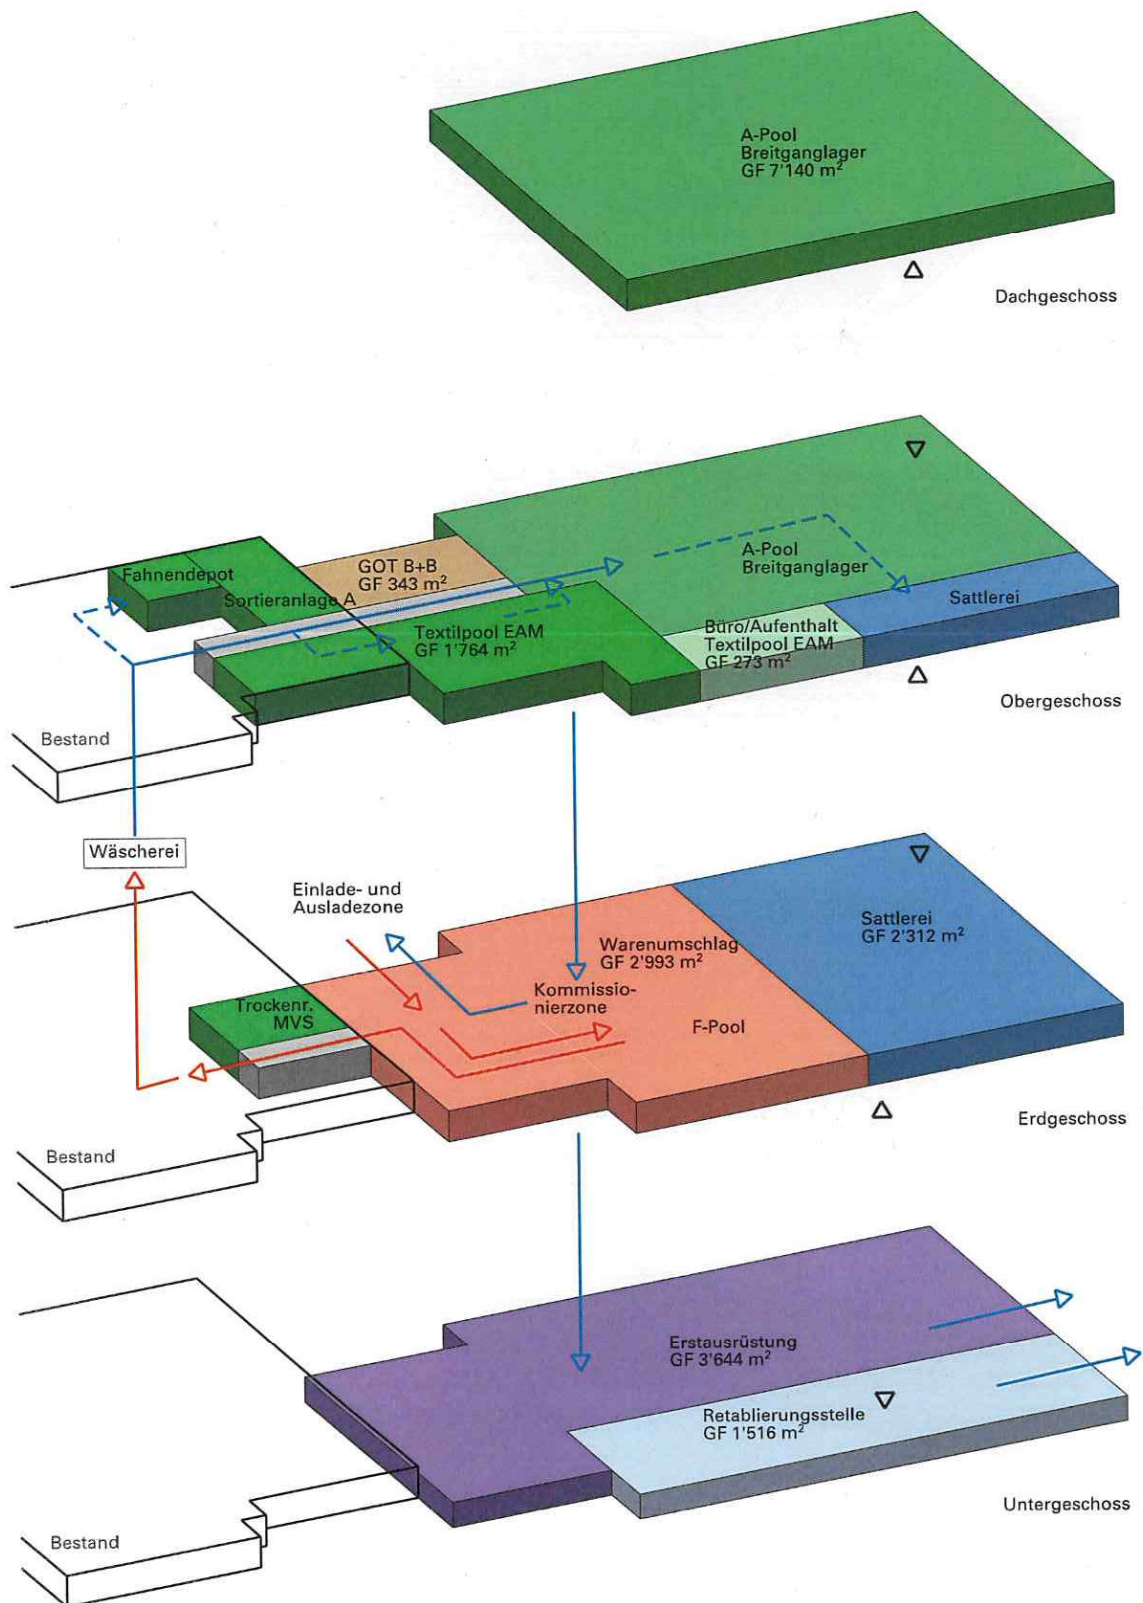 A-Pool
Breitganglager
GF 7'140 m²
Dachgeschoss
Fahnendepot
Sortieranlage A
GOT B+B
GF 343 m²
A-Pool
Breitganglager
Textilpool EAM
GF 1'764 m²
Büro/Aufenthalt
Textilpool EAM
GF 273 m²
Sattlerei
Bestand
Obergeschoss
Wäscherei
Einlade- und
Ausladezone
Warenumschlag
GF 2'993 m²
Sattlerei
GF 2'312 m²
Trockenr.
MVS
Kommissio-
nierzone
F-Pool
Bestand
Erdgeschoss
Erstausrüstung
GF 3'644 m²
Retablierungsstelle
GF 1'516 m²
Untergeschoss
Bestand